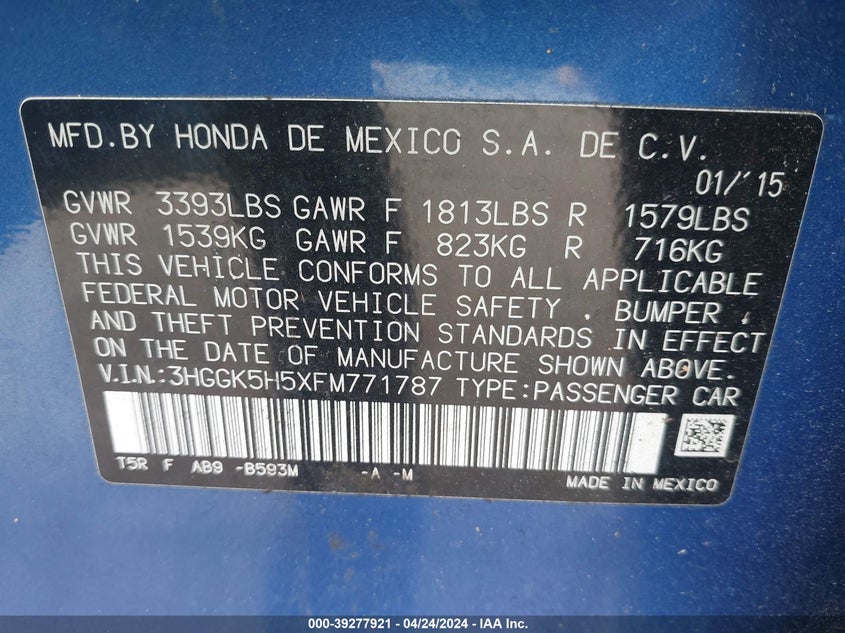 MFD.BY HONDA DE MEXICO S.A. DE C.V.
01/'15
GVWR 3393LBS GAWR F 1813LBS R 1579LBS
GVWR 1539KG GAWR F 823KG R 716KG
THIS VEHICLE CONFORMS TO ALL APPLICABLE
FEDERAL MOTOR VEHICLE SAFETY , BUMPER ,
AND THEFT PREVENTION STANDARDS IN EFFECT
ON THE DATE OF MANUFACTURE SHOWN ABOVE.
V.I.N.:3HGGK5H5XFM771787 TYPE:PASSENGER CAR
T5R F AB9 -B593M -A -M
MADE IN MEXICO
000-39277921 - 04/24/2024 - IAA Inc.